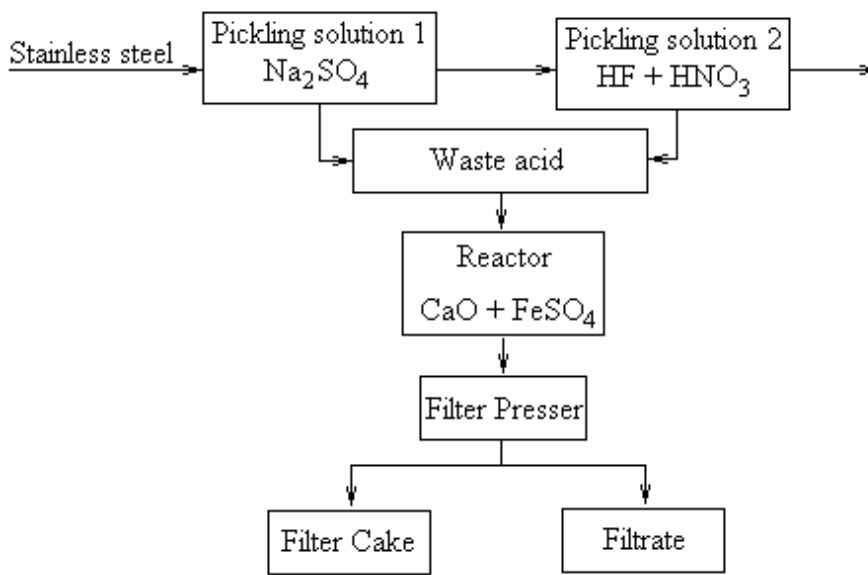 Stainless steel
Pickling solution 1
Na₂SO₄
Pickling solution 2
HF + HNO₃
Waste acid
Reactor
CaO + FeSO₄
Filter Presser
Filter Cake
Filtrate